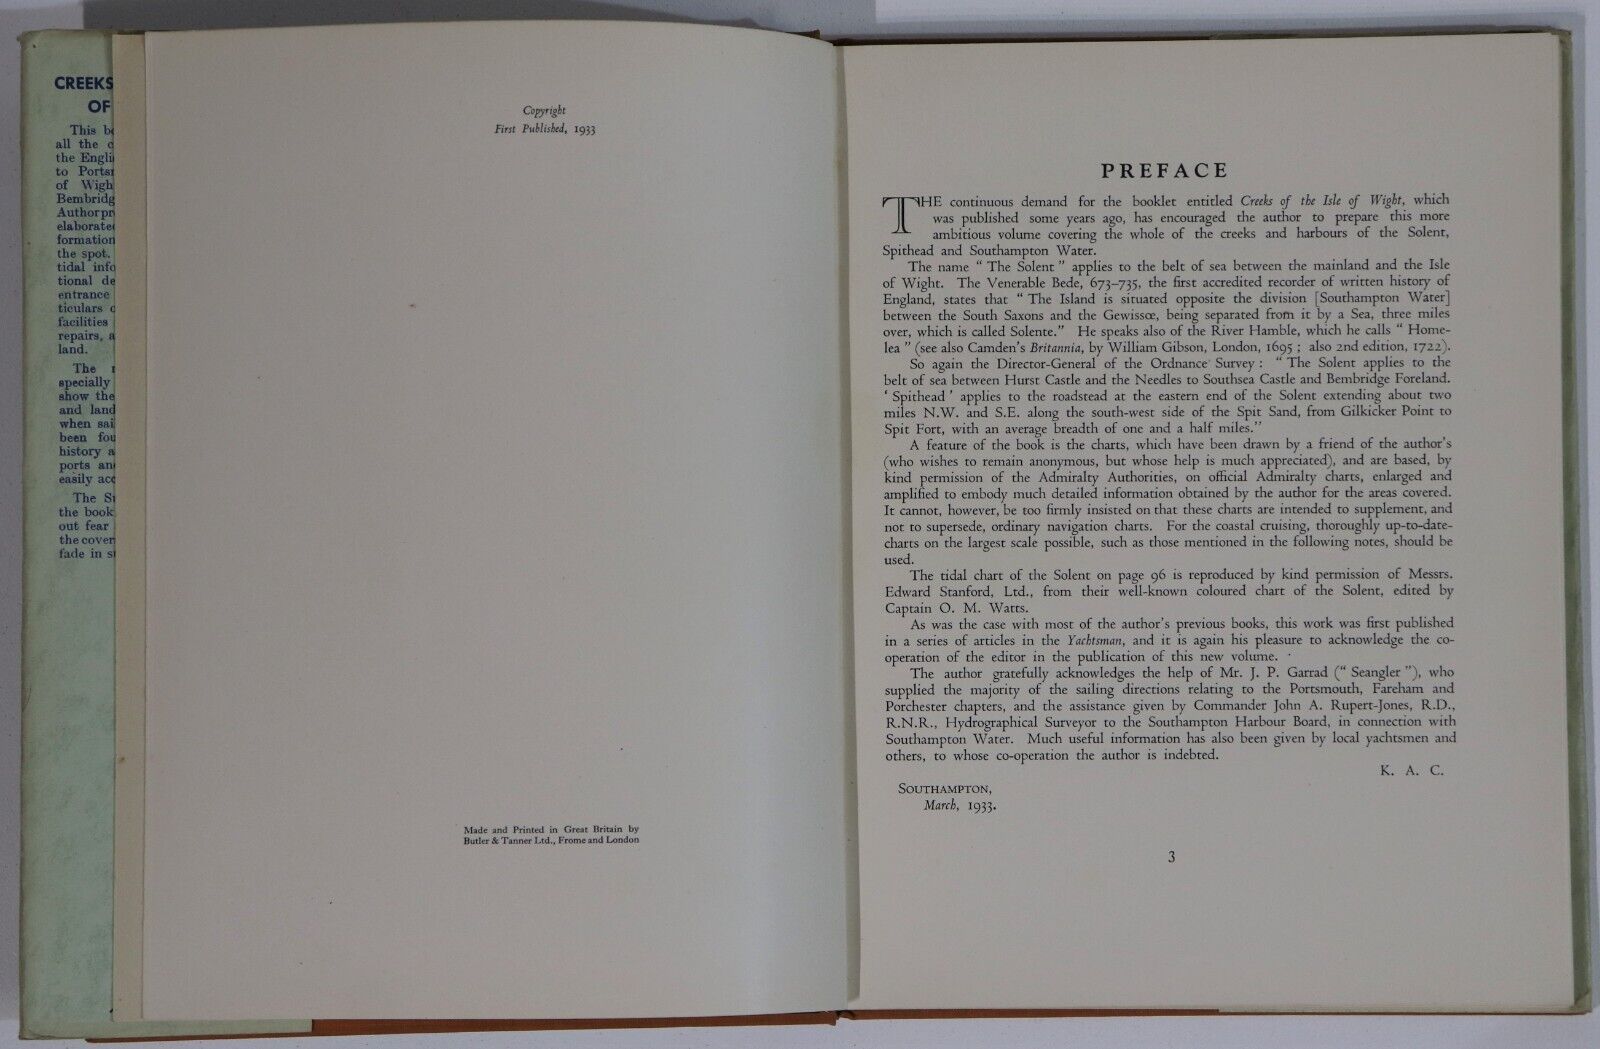 CREEKS
OF
This
all the
the
to
of
Bembridge
Author
elaborated
formation
the spot.
tidal
tional
entrance
ticulars
facilities
repairs,
land.
The
specially
show the
and land
when
been
history
ports
easily
The
the book
out fear
the cover
fade in
Copyright
First Published, 1933
Made and Printed in Great Britain by
Butler & Tanner Ltd., Frome and London
PREFACE
THE continuous demand for the booklet entitled Creeks of the Isle of Wight, which
was published some years ago, has encouraged the author to prepare this more
ambitious volume covering the whole of the creeks and harbours of the Solent,
Spithead and Southampton Water.
The name “ The Solent ” applies to the belt of sea between the mainland and the Isle
of Wight. The Venerable Bede, 673–735, the first accredited recorder of written history of
England, states that “ The Island is situated opposite the division [Southampton Water]
between the South Saxons and the Gewissœ, being separated from it by a Sea, three miles
over, which is called Solente.” He speaks also of the River Hamble, which he calls “ Home-
lea ” (see also Camden's Britannia, by William Gibson, London, 1695 ; also 2nd edition, 1722).
So again the Director-General of the Ordnance Survey : “ The Solent applies to the
belt of sea between Hurst Castle and the Needles to Southsea Castle and Bembridge Foreland.
‘ Spithead ’ applies to the roadstead at the eastern end of the Solent extending about two
miles N.W. and S.E. along the south-west side of the Spit Sand, from Gilkicker Point to
Spit Fort, with an average breadth of one and a half miles.”
A feature of the book is the charts, which have been drawn by a friend of the author's
(who wishes to remain anonymous, but whose help is much appreciated), and are based, by
kind permission of the Admiralty Authorities, on official Admiralty charts, enlarged and
amplified to embody much detailed information obtained by the author for the areas covered.
It cannot, however, be too firmly insisted on that these charts are intended to supplement, and
not to supersede, ordinary navigation charts. For the coastal cruising, thoroughly up-to-date-
charts on the largest scale possible, such as those mentioned in the following notes, should be
used.
The tidal chart of the Solent on page 96 is reproduced by kind permission of Messrs.
Edward Stanford, Ltd., from their well-known coloured chart of the Solent, edited by
Captain O. M. Watts.
As was the case with most of the author's previous books, this work was first published
in a series of articles in the Yachtsman, and it is again his pleasure to acknowledge the co-
operation of the editor in the publication of this new volume.
The author gratefully acknowledges the help of Mr. J. P. Garrad (“ Seangler ”), who
supplied the majority of the sailing directions relating to the Portsmouth, Fareham and
Porchester chapters, and the assistance given by Commander John A. Rupert-Jones, R.D.,
R.N.R., Hydrographical Surveyor to the Southampton Harbour Board, in connection with
Southampton Water. Much useful information has also been given by local yachtsmen and
others, to whose co-operation the author is indebted.
K. A. C.
SOUTHAMPTON,
March, 1933.
3